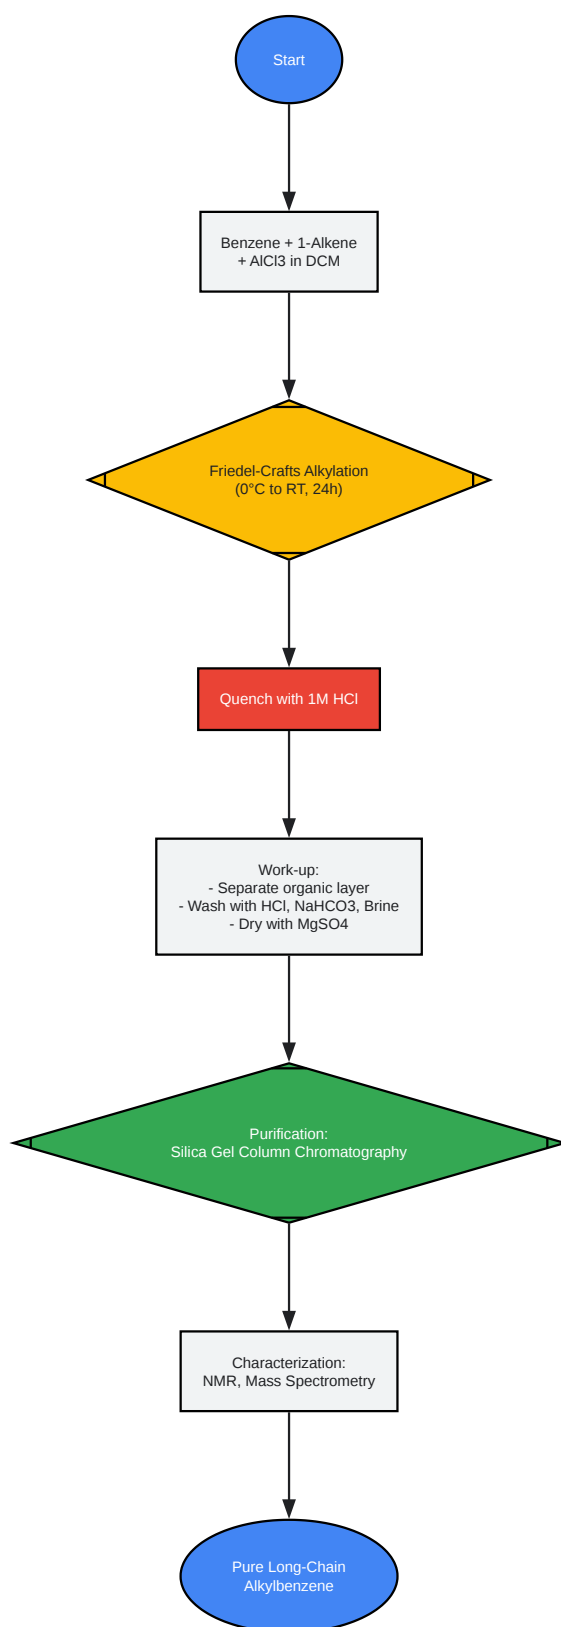 Start
Benzene + 1-Alkene
+ AlCl3 in DCM
Friedel-Crafts Alkylation
(0°C to RT, 24h)
Quench with 1M HCl
Work-up:
- Separate organic layer
- Wash with HCl, NaHCO3, Brine
- Dry with MgSO4
Purification:
Silica Gel Column Chromatography
Characterization:
NMR, Mass Spectrometry
Pure Long-Chain
Alkylbenzene